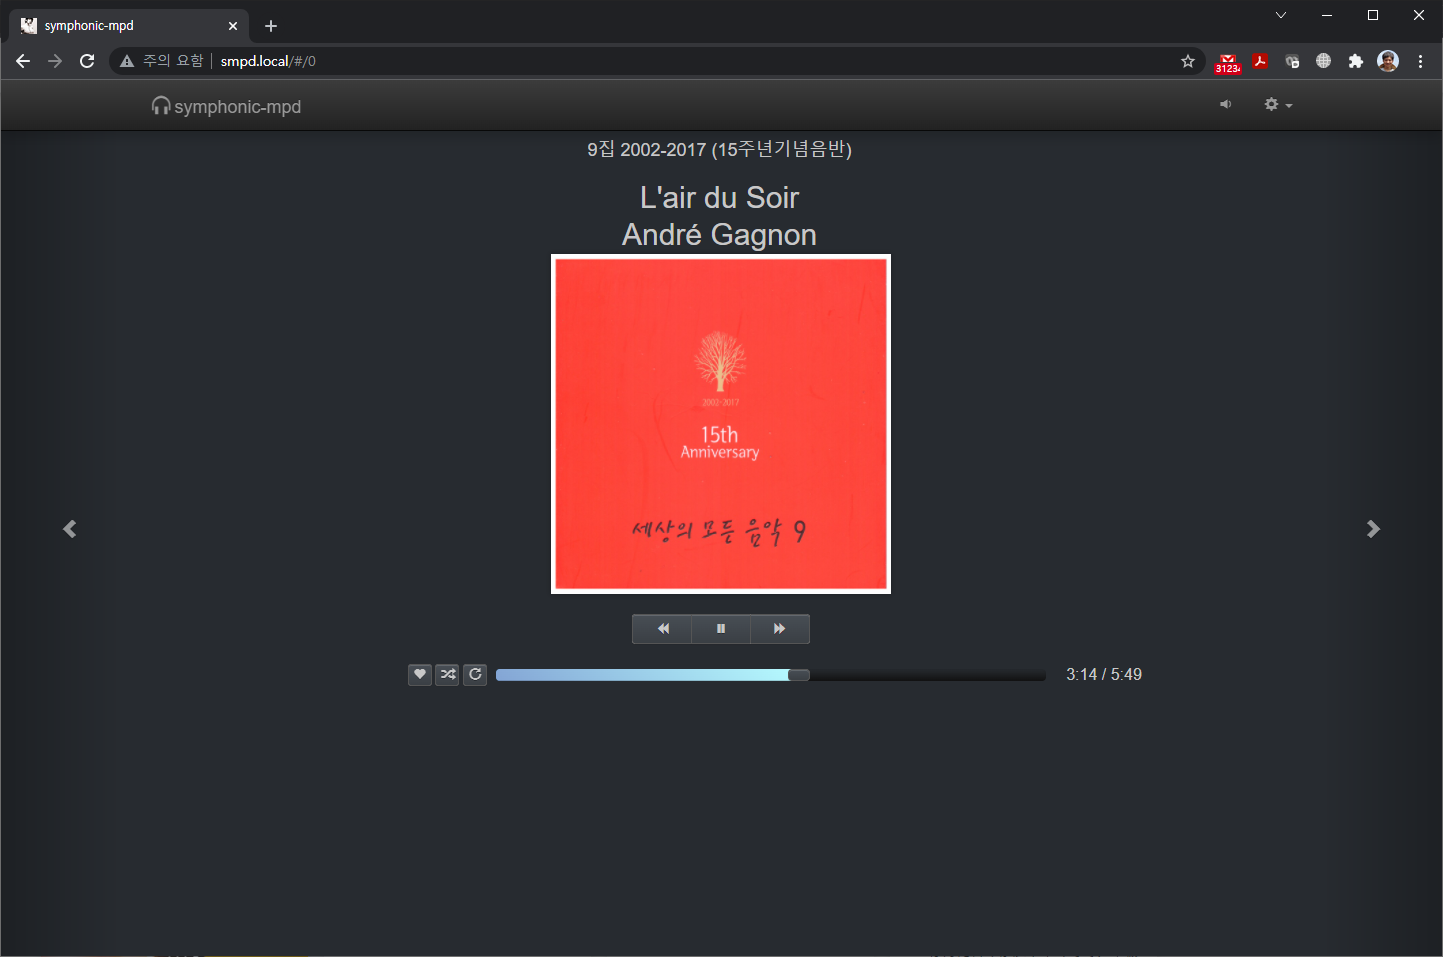 symphonic-mpd
주의 요함 smpd.local/#/0
31234
symphonic-mpd
9집 2002-2017 (15주년기념음반)
L'air du Soir
André Gagnon
2002-2017
15th
Anniversary
세상의 모든 음악 9
3:14 / 5:49